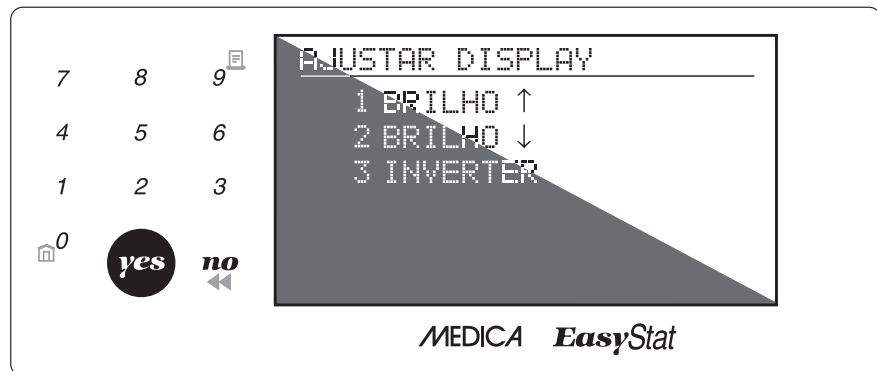 7 8 9
4 5 6
1 2 3
0 yes no
AJUSTAR DISPLAY
1 BRILHO ↑
2 BRILHO ↓
3 INVERTER
MEDICA EasyStat